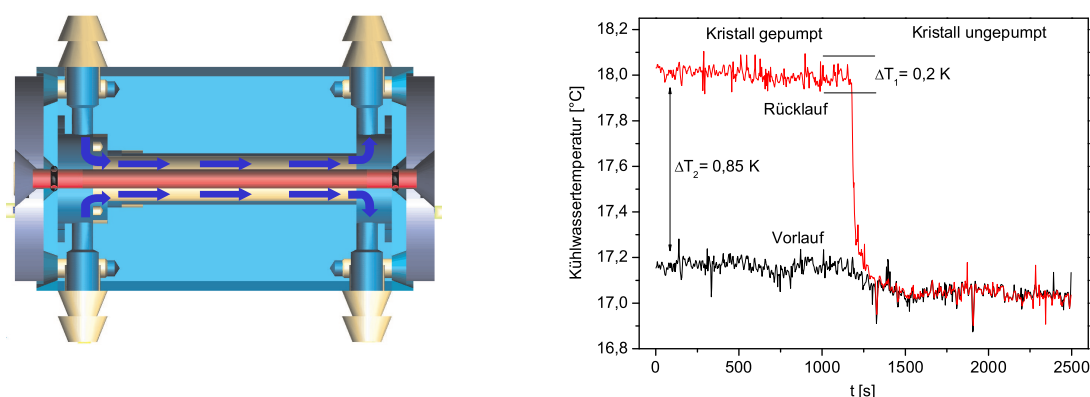 Kristall gepumpt
Kristall ungepumpt
ΔT1= 0,2 K
Rücklauf
ΔT2= 0,85 K
Vorlauf
Kühlwassertemperatur [°C]
18,2
18,0
17,8
17,6
17,4
17,2
17,0
16,8
0
500
1000
1500
2000
2500
t [s]